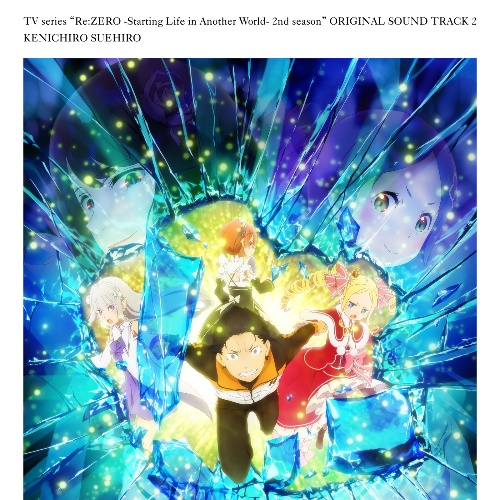 TV series “Re:ZERO -Starting Life in Another World- 2nd season” ORIGINAL SOUND TRACK 2
KENICHIRO SUEHIRO